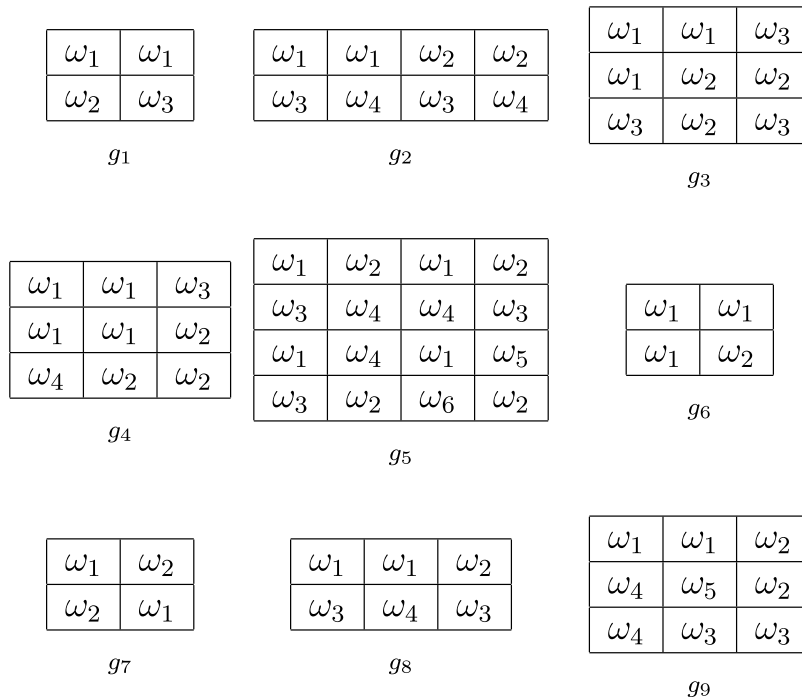 ω₁ ω₁
ω₂ ω₃
g₁
ω₁ ω₁ ω₂ ω₂
ω₃ ω₄ ω₃ ω₄
g₂
ω₁ ω₁ ω₃
ω₁ ω₂ ω₂
ω₃ ω₂ ω₃
g₃
ω₁ ω₁ ω₃
ω₁ ω₁ ω₂
ω₄ ω₂ ω₂
g₄
ω₁ ω₂ ω₁ ω₂
ω₃ ω₄ ω₄ ω₃
ω₁ ω₄ ω₁ ω₅
ω₃ ω₂ ω₆ ω₂
g₅
ω₁ ω₁
ω₁ ω₂
g₆
ω₁ ω₂
ω₂ ω₁
g₇
ω₁ ω₁ ω₂
ω₃ ω₄ ω₃
g₈
ω₁ ω₁ ω₂
ω₄ ω₅ ω₂
ω₄ ω₃ ω₃
g₉